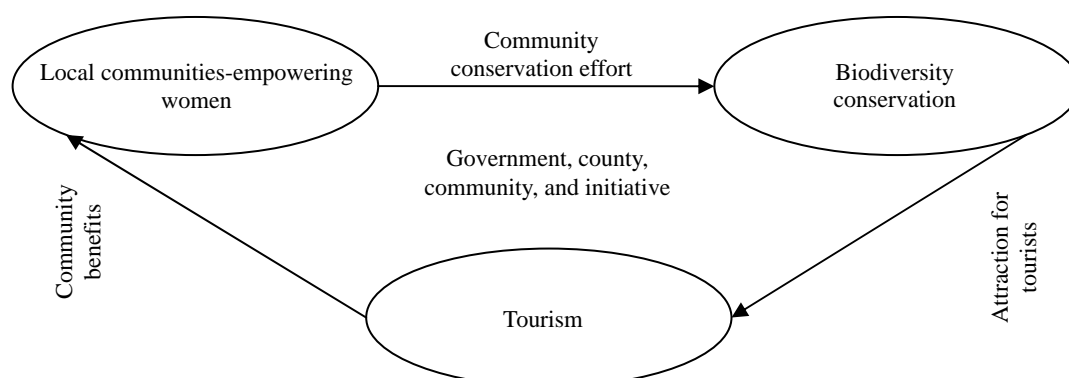 Community
conservation effort
Local communities-empowering
women
Biodiversity
conservation
Government, county,
community, and initiative
Community
benefits
Attraction for
tourists
Tourism